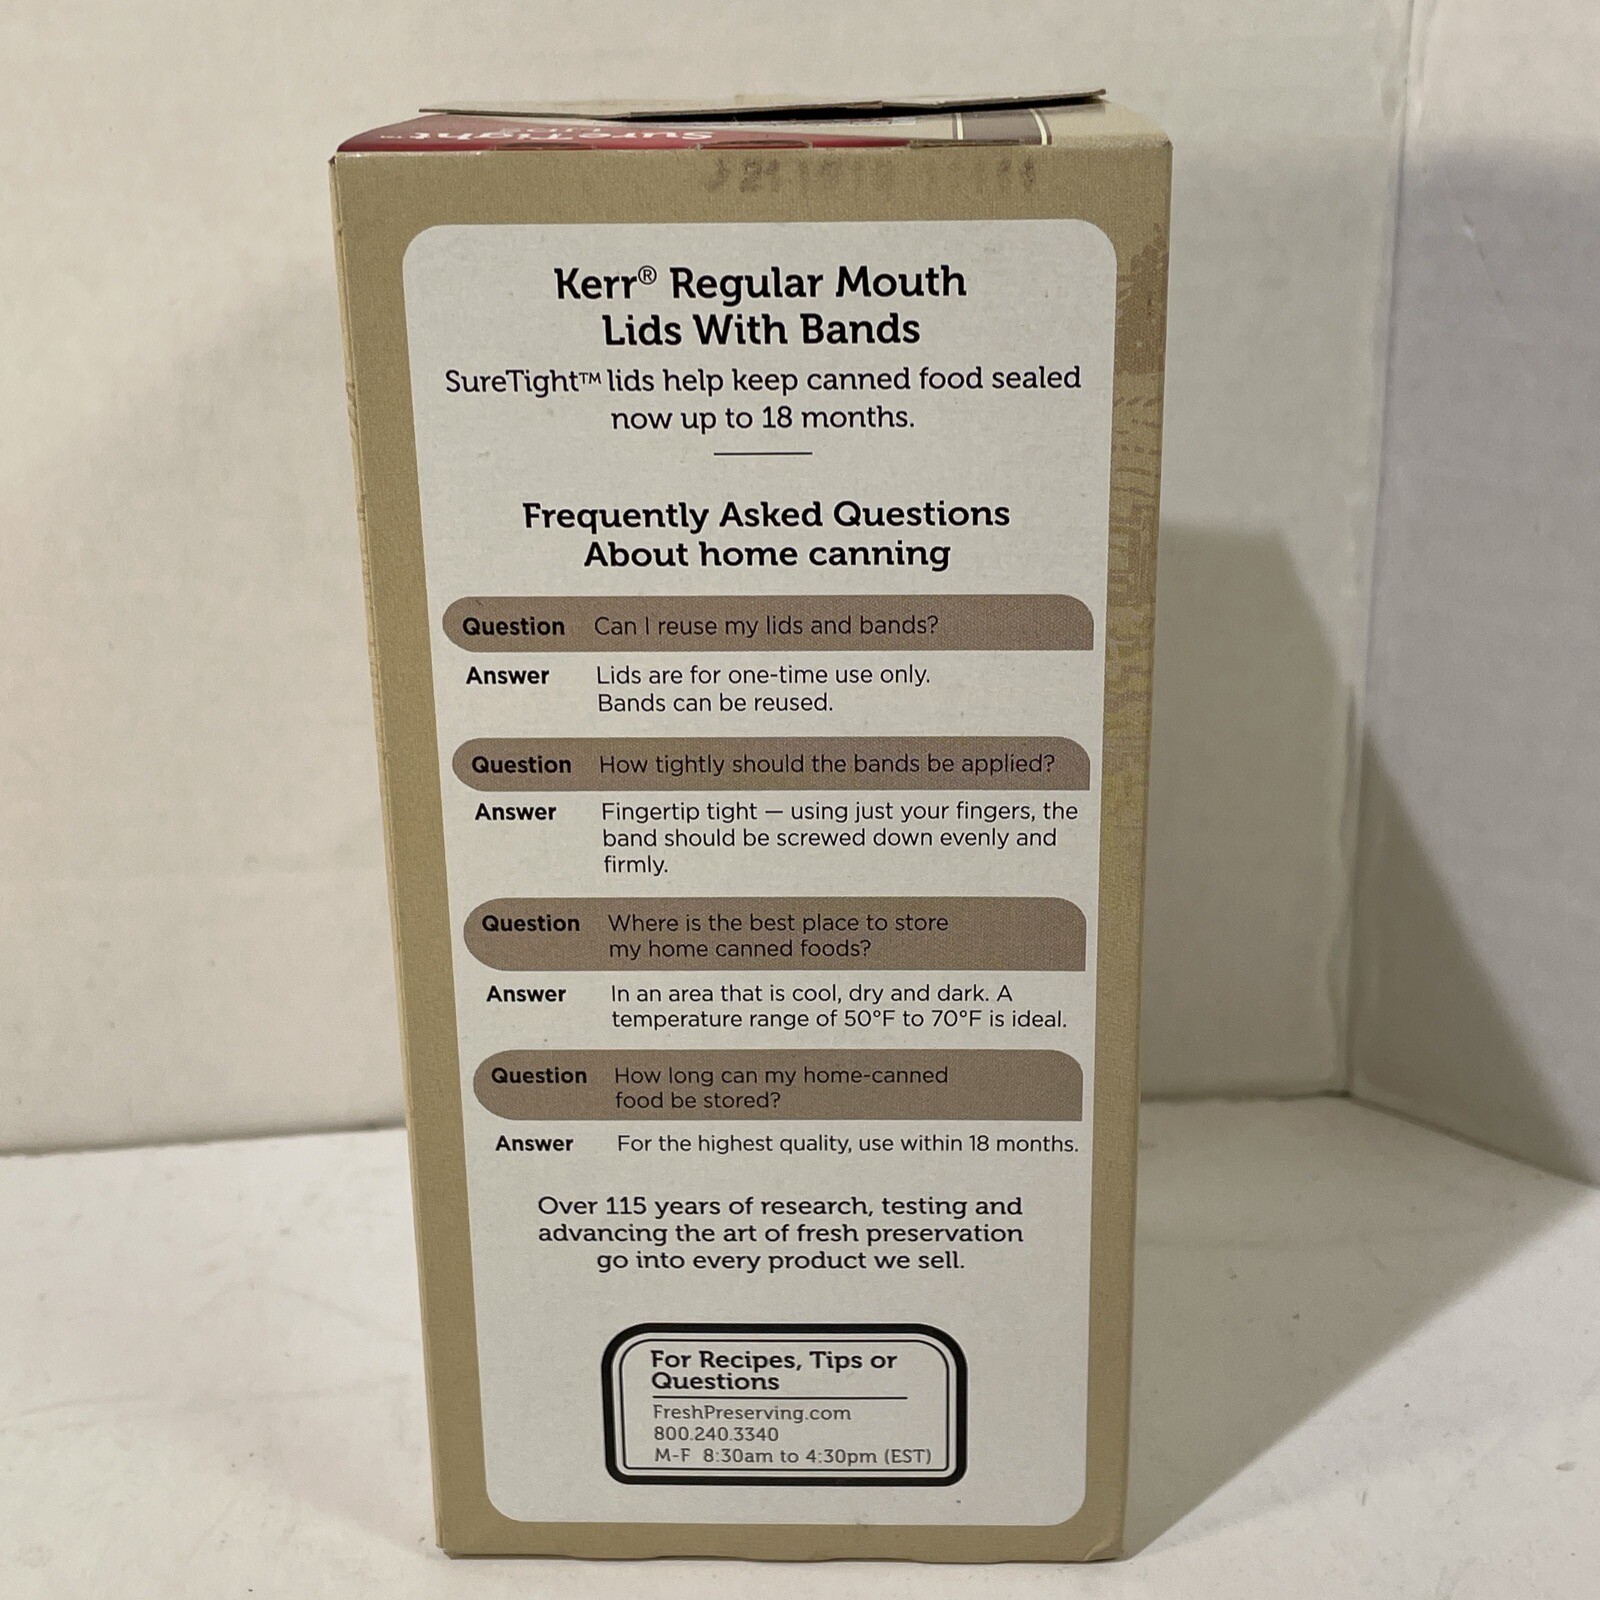 SureTight™
Kerr® Regular Mouth
Lids With Bands
SureTight™ lids help keep canned food sealed
now up to 18 months.
Frequently Asked Questions
About home canning
Question Can I reuse my lids and bands?
Answer Lids are for one-time use only.
Bands can be reused.
Question How tightly should the bands be applied?
Answer Fingertip tight — using just your fingers, the
band should be screwed down evenly and
firmly.
Question Where is the best place to store
my home canned foods?
Answer In an area that is cool, dry and dark. A
temperature range of 50°F to 70°F is ideal.
Question How long can my home-canned
food be stored?
Answer For the highest quality, use within 18 months.
Over 115 years of research, testing and
advancing the art of fresh preservation
go into every product we sell.
For Recipes, Tips or
Questions
FreshPreserving.com
800.240.3340
M-F 8:30am to 4:30pm (EST)